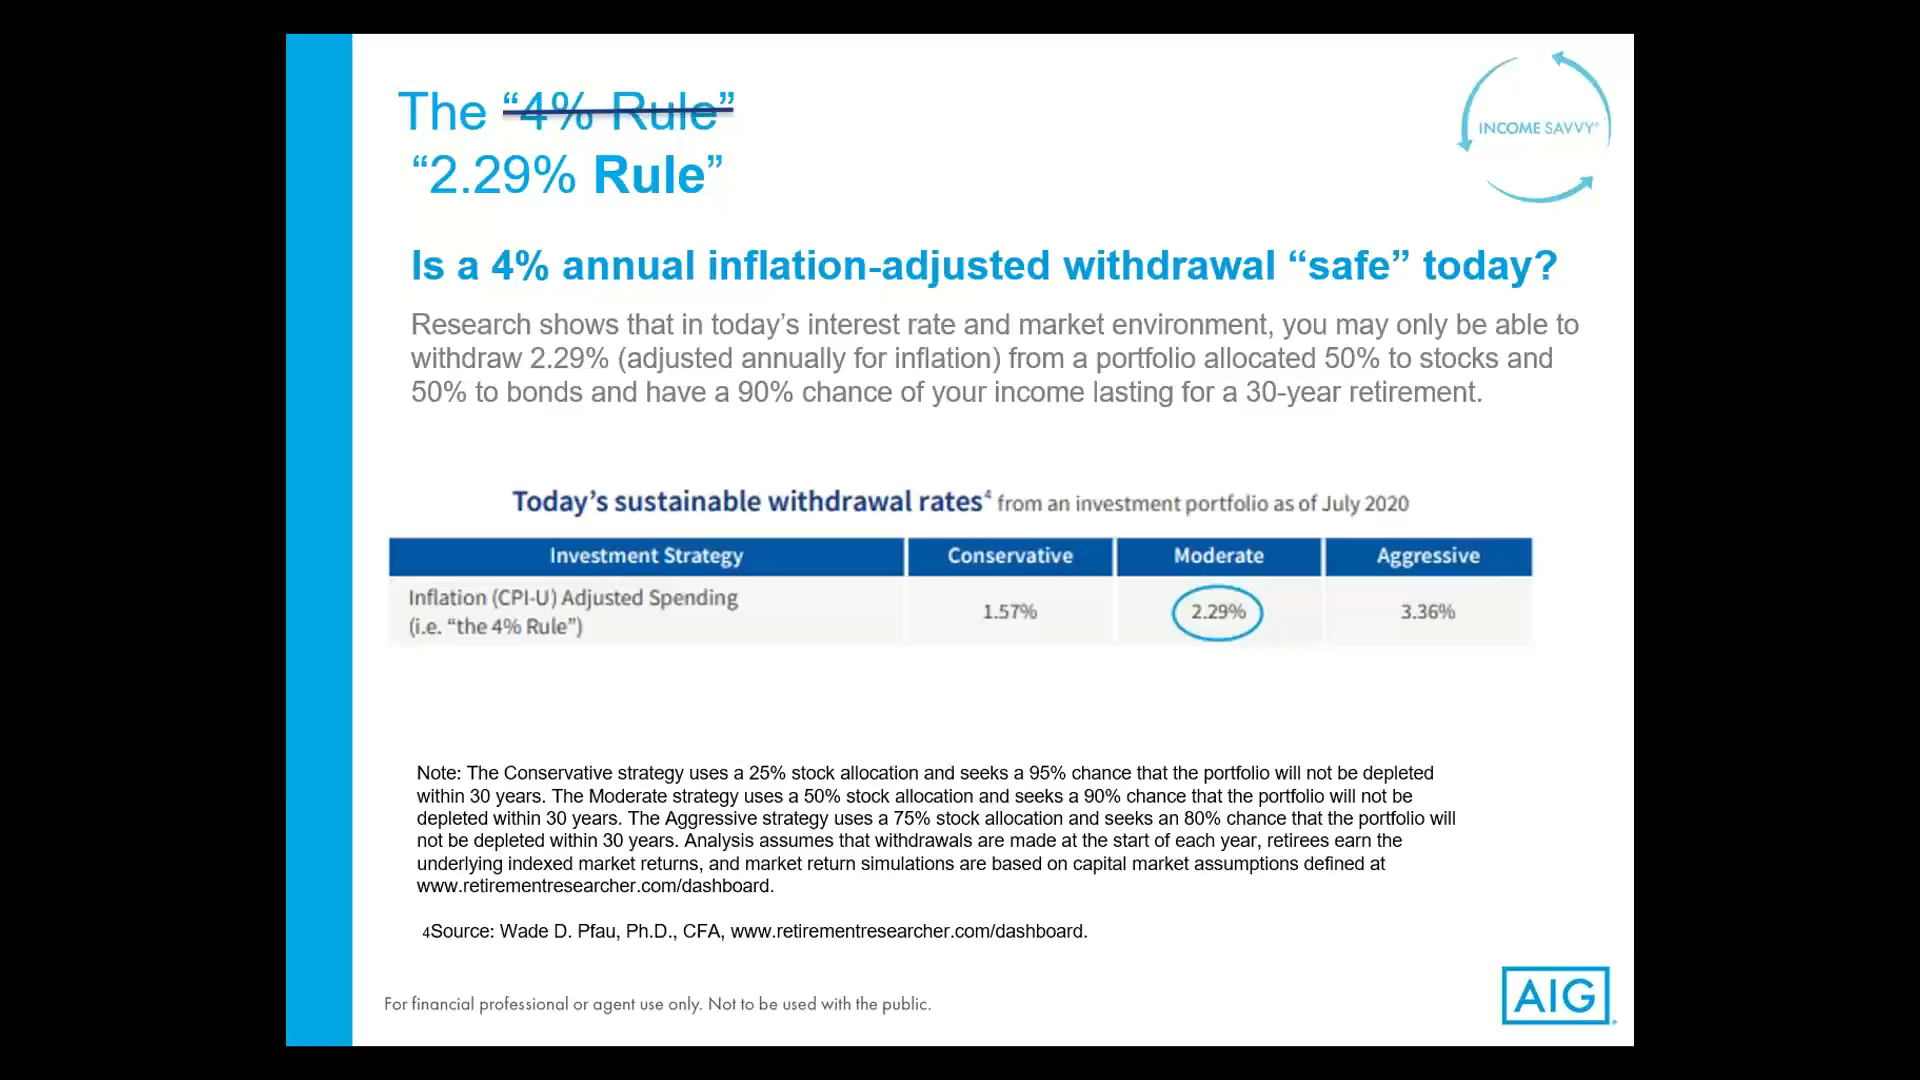 The “4% Rule”
“2.29% Rule”
INCOME SAVVY®
Is a 4% annual inflation-adjusted withdrawal “safe” today?
Research shows that in today’s interest rate and market environment, you may only be able to
withdraw 2.29% (adjusted annually for inflation) from a portfolio allocated 50% to stocks and
50% to bonds and have a 90% chance of your income lasting for a 30-year retirement.
Today’s sustainable withdrawal rates4 from an investment portfolio as of July 2020
Investment Strategy Conservative Moderate Aggressive
Inflation (CPI-U) Adjusted Spending
(i.e. “the 4% Rule”) 1.57% 2.29% 3.36%
Note: The Conservative strategy uses a 25% stock allocation and seeks a 95% chance that the portfolio will not be depleted
within 30 years. The Moderate strategy uses a 50% stock allocation and seeks a 90% chance that the portfolio will not be
depleted within 30 years. The Aggressive strategy uses a 75% stock allocation and seeks an 80% chance that the portfolio will
not be depleted within 30 years. Analysis assumes that withdrawals are made at the start of each year, retirees earn the
underlying indexed market returns, and market return simulations are based on capital market assumptions defined at
www.retirementresearcher.com/dashboard.
4Source: Wade D. Pfau, Ph.D., CFA, www.retirementresearcher.com/dashboard.
For financial professional or agent use only. Not to be used with the public.
AIG